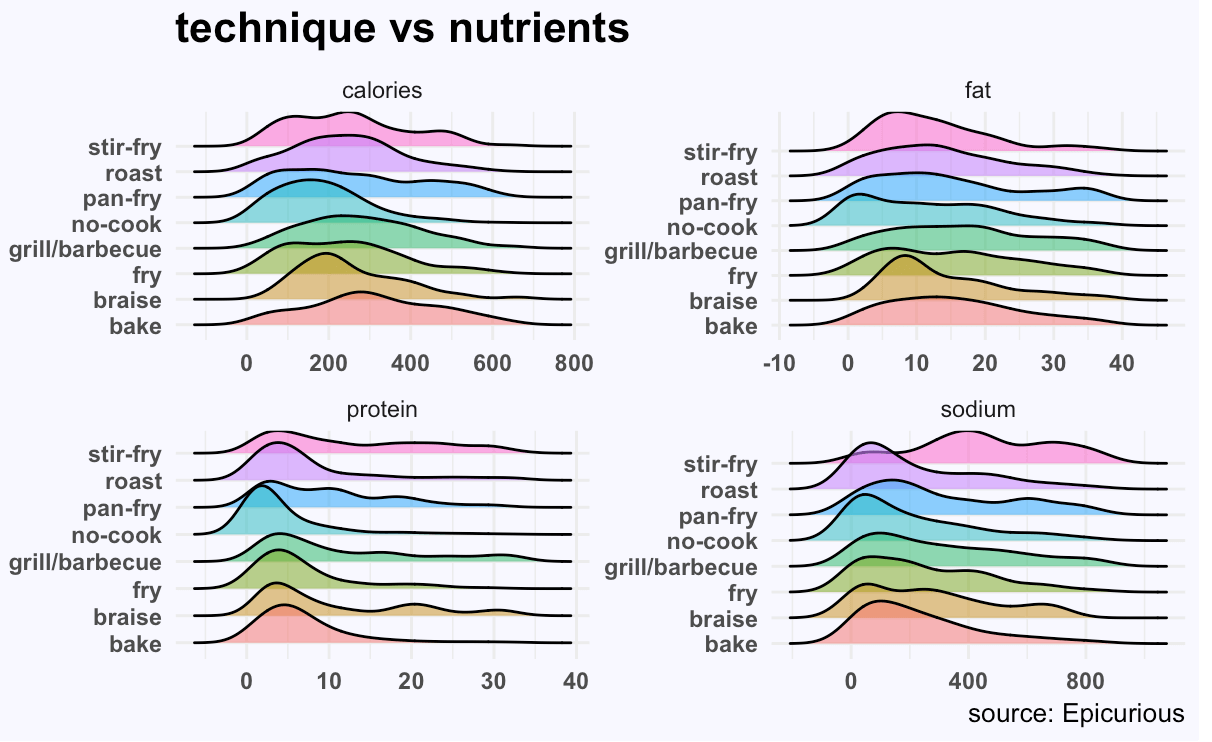 technique vs nutrients
calories
stir-fry
roast
pan-fry
no-cook
grill/barbecue
fry
braise
bake
0 200 400 600 800
fat
stir-fry
roast
pan-fry
no-cook
grill/barbecue
fry
braise
bake
-10 0 10 20 30 40
protein
stir-fry
roast
pan-fry
no-cook
grill/barbecue
fry
braise
bake
0 10 20 30 40
sodium
stir-fry
roast
pan-fry
no-cook
grill/barbecue
fry
braise
bake
0 400 800
source: Epicurious